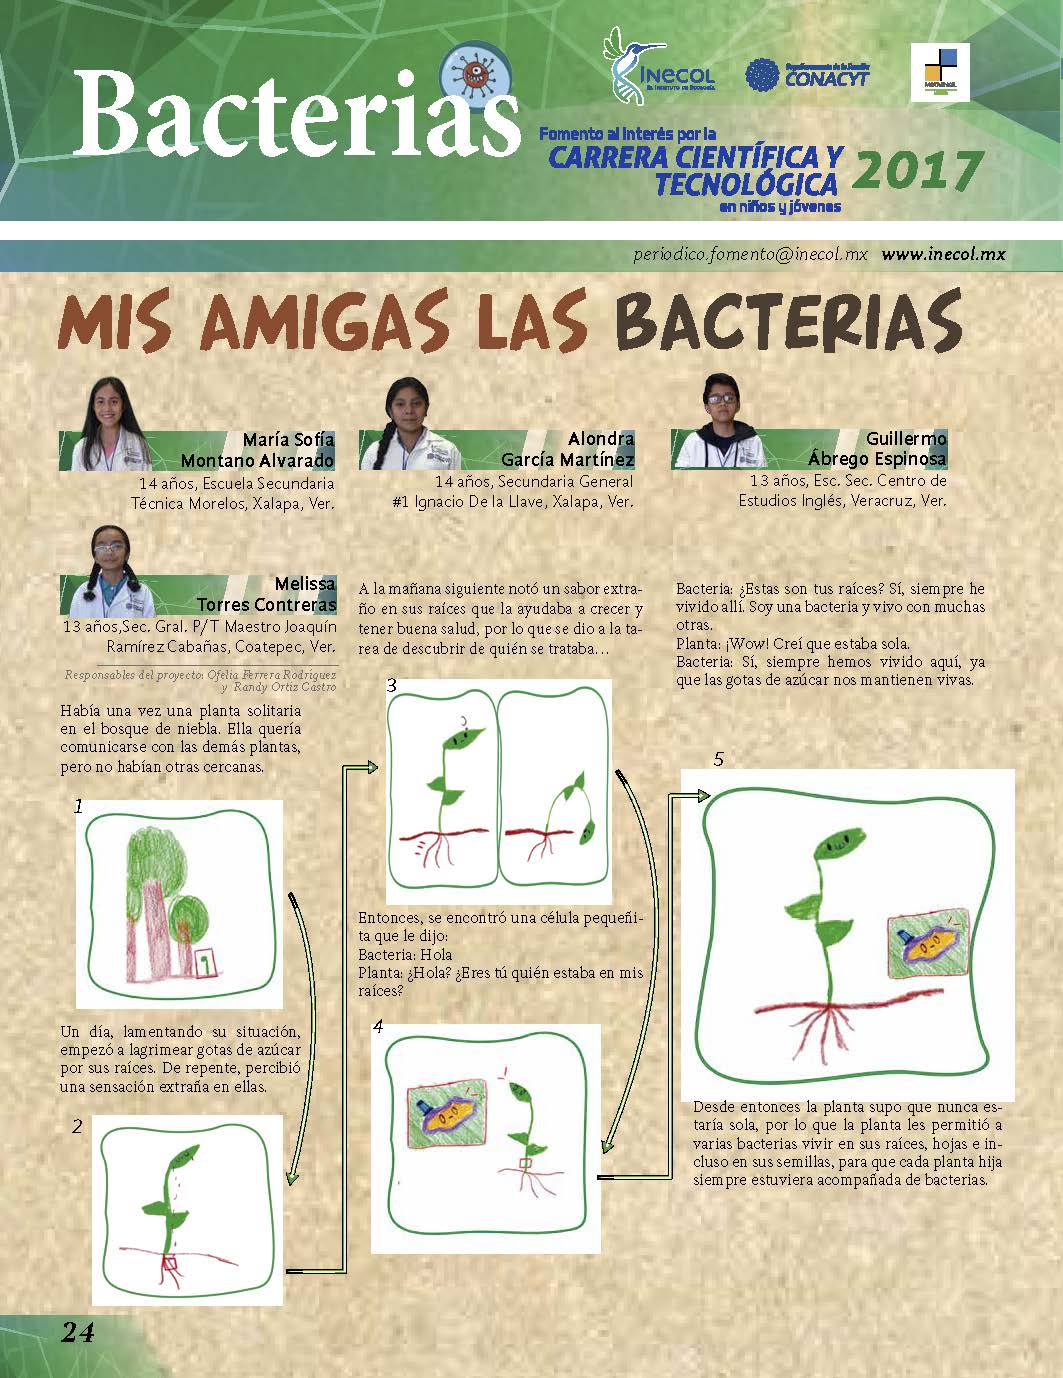 Bacterias
INECOL
EL INSTITUTO DE ECOLOGÍA
CONACYT
Fomento al interés por la
CARRERA CIENTÍFICA Y
TECNOLÓGICA
en niños y jóvenes
2017
periodico.fomento@inecol.mx www.inecol.mx
MIS AMIGAS LAS BACTERIAS
María Sofía
Montano Alvarado
14 años, Escuela Secundaria
Técnica Morelos, Xalapa, Ver.
Alondra
García Martínez
14 años, Secundaria General
#1 Ignacio De la Llave, Xalapa, Ver.
Guillermo
Ábrego Espinosa
13 años, Esc. Sec. Centro de
Estudios Inglés, Veracruz, Ver.
Melissa
Torres Contreras
13 años,Sec. Gral. P/T Maestro Joaquín
Ramírez Cabañas, Coatepec, Ver.
Responsables del proyecto: Ofelia Ferrera Rodríguez
y Randy Ortiz Castro
Había una vez una planta solitaria
en el bosque de niebla. Ella quería
comunicarse con las demás plantas,
pero no habían otras cercanas.
1
Un día, lamentando su situación,
empezó a lagrimear gotas de azúcar
por sus raíces. De repente, percibió
una sensación extraña en ellas.
2
A la mañana siguiente notó un sabor extra-
ño en sus raíces que la ayudaba a crecer y
tener buena salud, por lo que se dio a la ta-
rea de descubrir de quién se trataba…
3
Entonces, se encontró una célula pequeñi-
ta que le dijo:
Bacteria: Hola
Planta: ¿Hola? ¿Eres tú quién estaba en mis
raíces?
4
Bacteria: ¿Estas son tus raíces? Sí, siempre he
vivido allí. Soy una bacteria y vivo con muchas
otras.
Planta: ¡Wow! Creí que estaba sola.
Bacteria: Sí, siempre hemos vivido aquí, ya
que las gotas de azúcar nos mantienen vivas.
5
Desde entonces la planta supo que nunca es-
taría sola, por lo que la planta les permitió a
varias bacterias vivir en sus raíces, hojas e in-
cluso en sus semillas, para que cada planta hija
siempre estuviera acompañada de bacterias.
24